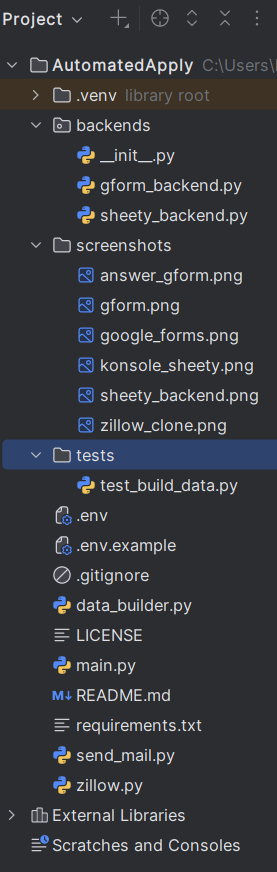 Project
AutomatedApply C:\Users\
.venv library root
backends
__init__.py
gform_backend.py
sheety_backend.py
screenshots
answer_gform.png
gform.png
google_forms.png
konsole_sheety.png
sheety_backend.png
zillow_clone.png
tests
test_build_data.py
.env
.env.example
.gitignore
data_builder.py
LICENSE
main.py
M↓ README.md
requirements.txt
send_mail.py
zillow.py
External Libraries
Scratches and Consoles